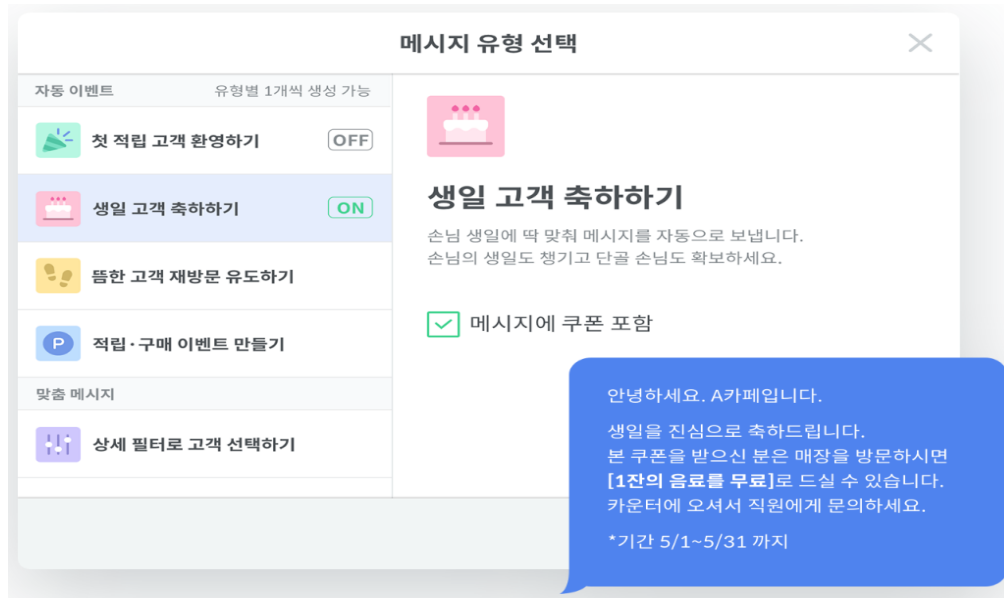 메시지 유형 선택
자동 이벤트 유형별 1개씩 생성 가능
첫 적립 고객 환영하기 OFF
생일 고객 축하하기 ON
뜸한 고객 재방문 유도하기
P 적립·구매 이벤트 만들기
맞춤 메시지
상세 필터로 고객 선택하기
생일 고객 축하하기
손님 생일에 딱 맞춰 메시지를 자동으로 보냅니다.
손님의 생일도 챙기고 단골 손님도 확보하세요.
메시지에 쿠폰 포함
안녕하세요. A카페입니다.
생일을 진심으로 축하드립니다.
본 쿠폰을 받으신 분은 매장을 방문하시면
[1잔의 음료를 무료]로 드실 수 있습니다.
카운터에 오셔서 직원에게 문의하세요.
*기간 5/1~5/31 까지